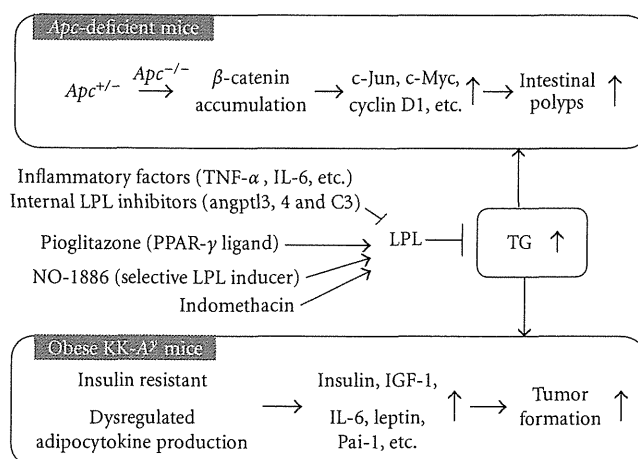 Apc-deficient mice
Apc+/− Apc−/− β-catenin accumulation c-Jun, c-Myc, cyclin D1, etc. Intestinal polyps
Inflammatory factors (TNF-α, IL-6, etc.)
Internal LPL inhibitors (angptl3, 4 and C3)
Pioglitazone (PPAR-γ ligand)
LPL
TG
NO-1886 (selective LPL inducer)
Indomethacin
Obese KK-Ay mice
Insulin resistant
Dysregulated
adipocytokine production
Insulin, IGF-1,
IL-6, leptin,
Pai-1, etc.
Tumor
formation